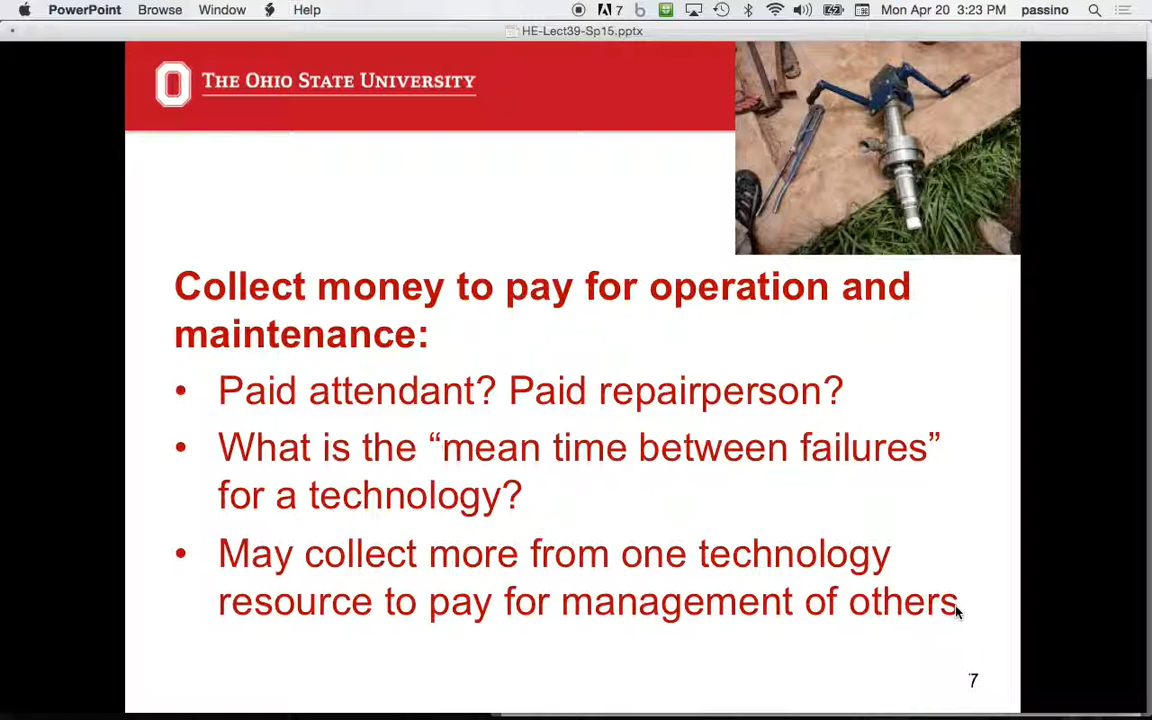 PowerPoint Browse Window Help 7 Mon Apr 20 3:23 PM passino
HE-Lect39-Sp15.pptx
THE OHIO STATE UNIVERSITY
Collect money to pay for operation and
maintenance:
• Paid attendant? Paid repairperson?
• What is the “mean time between failures”
for a technology?
• May collect more from one technology
resource to pay for management of others
7